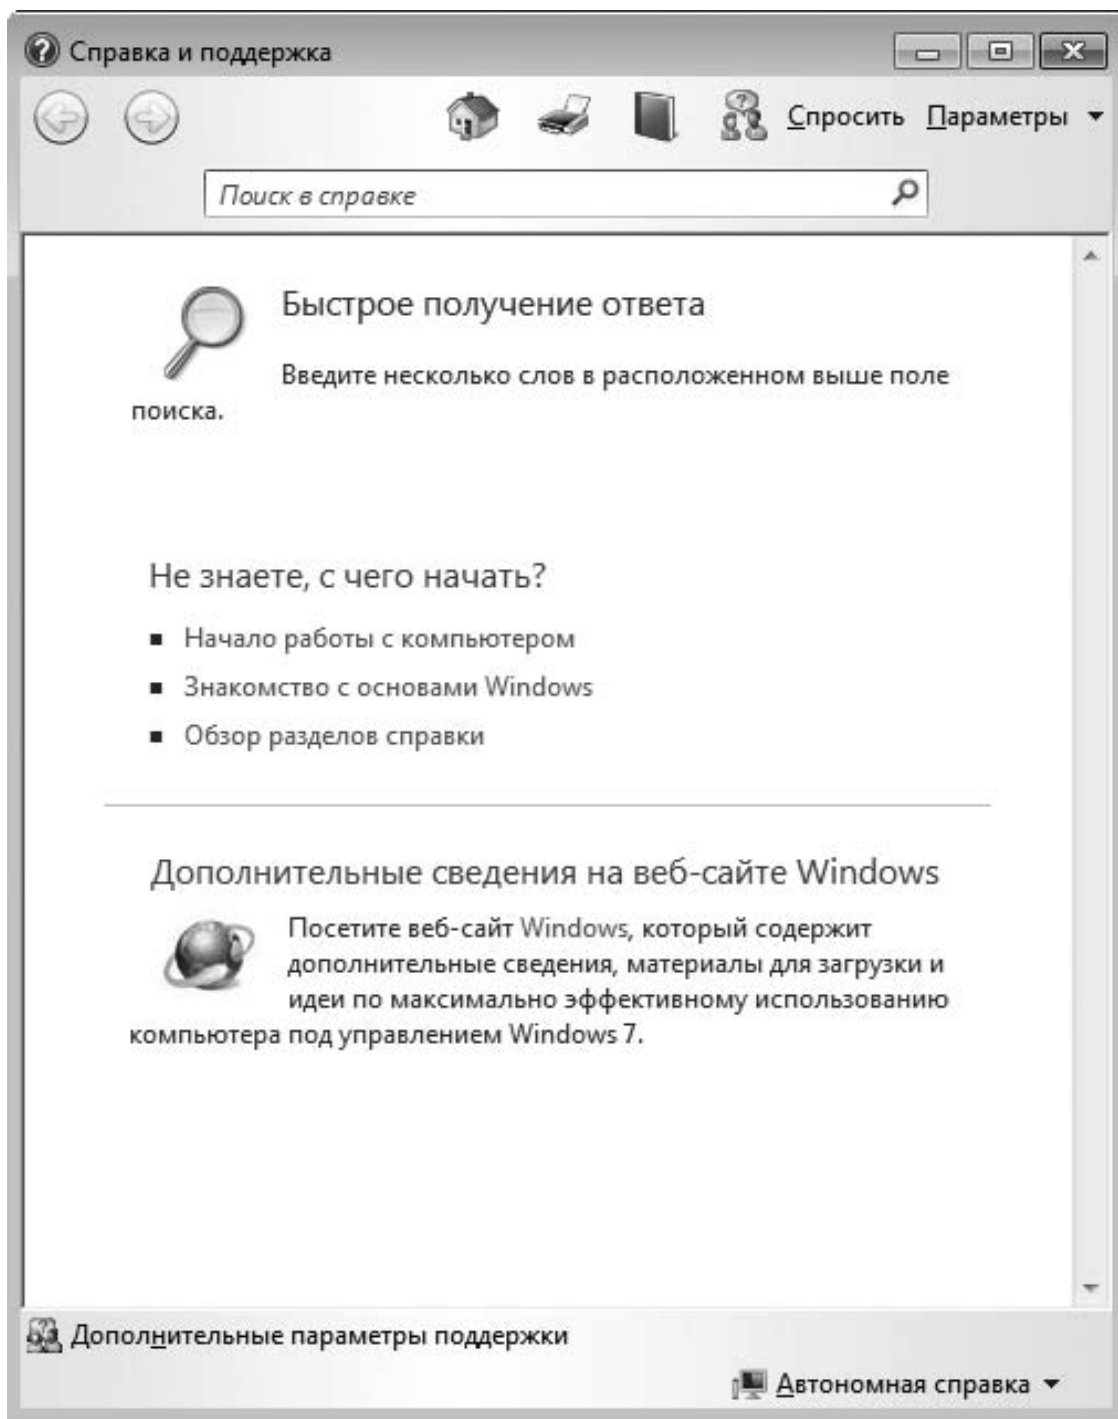 Справка и поддержка
Спросить Параметры
Поиск в справке
Быстрое получение ответа
Введите несколько слов в расположенном выше поле
поиска.
Не знаете, с чего начать?
Начало работы с компьютером
Знакомство с основами Windows
Обзор разделов справки
Дополнительные сведения на веб-сайте Windows
Посетите веб-сайт Windows, который содержит
дополнительные сведения, материалы для загрузки и
идеи по максимально эффективному использованию
компьютера под управлением Windows 7.
Дополнительные параметры поддержки
Автономная справка